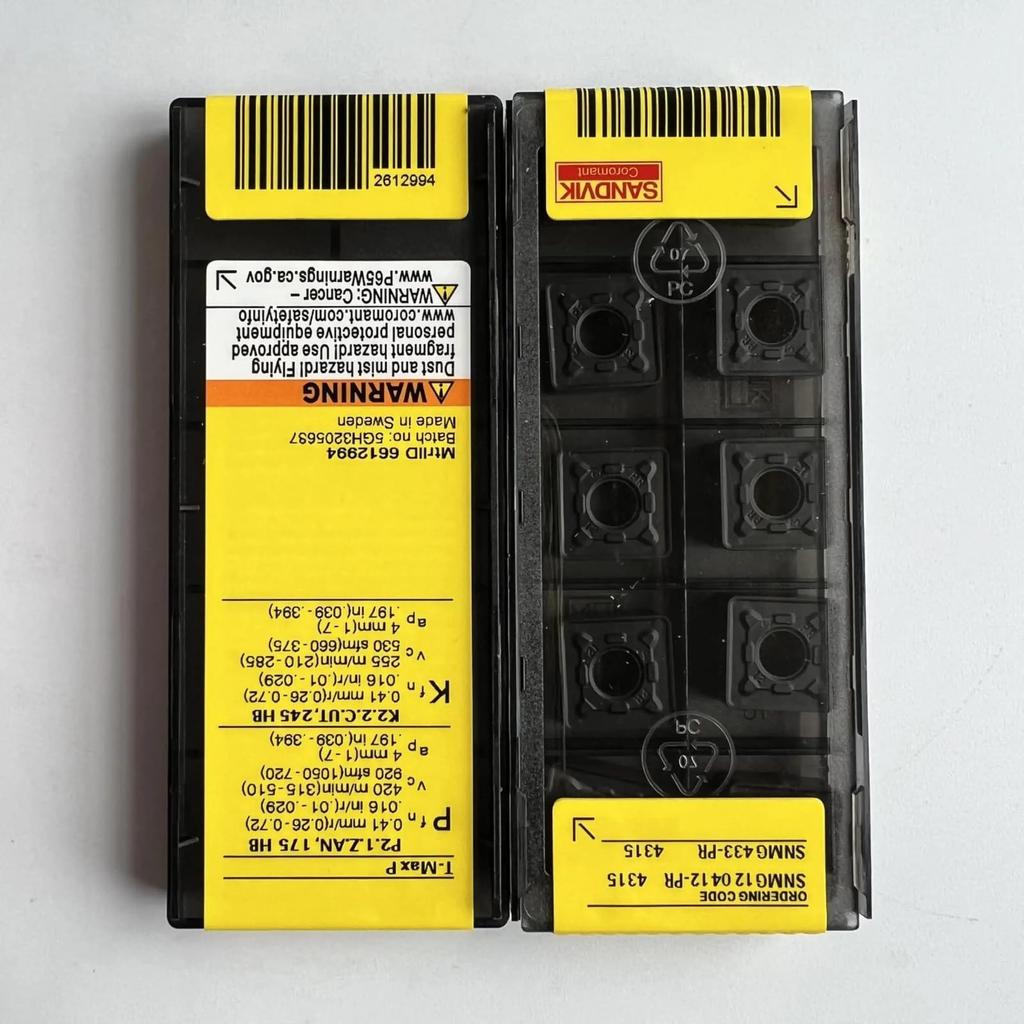 2612994
T-Max P
P2.1.Z.AN, 175 HB
P fn 0.41 mm/r(0.26-0.72)
.016 in/r(.01 - .029)
vc 420 m/min(315-510)
920 sfm(1050-720)
ap 4 mm(1-7)
.197 in(.039-.394)
K2.2.C.UT, 245 HB
K fn 0.41 mm/r(0.26-0.72)
.016 in/r(.01 - .029)
vc 255 m/min(210-285)
530 sfm(660-375)
ap 4 mm(1-7)
.197 in(.039-.394)
MtrlID 6612994
Batch no: 5GH3205637
Made in Sweden
WARNING
Dust and mist hazard! Flying
fragment hazard! Use approved
personal protective equipment
www.coromant.com/safetyinfo
WARNING: Cancer –
www.P65Warnings.ca.gov
ORDERING CODE
SNMG 12 04 12-PR 4315
SNMG 433-PR 4315
PC
07
PC
SANDVIK
Coromant